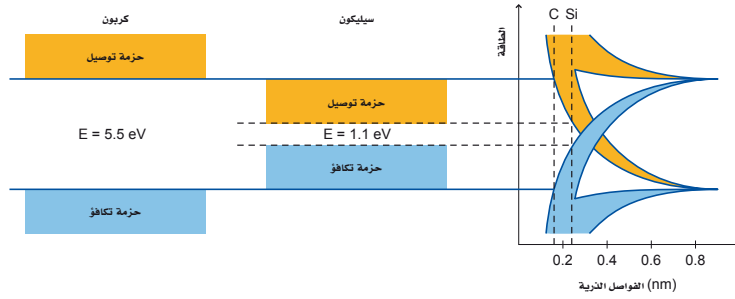 كربون
سيليكون
C
Si
الطاقة
حزمة توصيل
حزمة توصيل
E = 5.5 eV
E = 1.1 eV
حزمة تكافؤ
حزمة تكافؤ
0.2
0.4
0.6
0.8
الفواصل الذرية (nm)